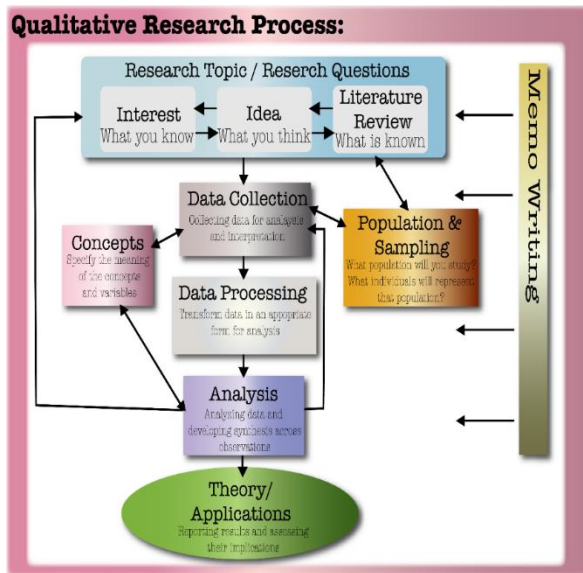 Qualitative Research Process:
Research Topic / Reserch Questions
Interest
What you know
Idea
What you think
Literature
Review
What is known
Data Collection
Collecting data for analaysis
and interpretation
Population &
Sampling
What population will you study?
What individuals will represent
that population?
Concepts
Specify the meaning
of the concepts
and variables
Data Processing
Transform data in an appopriate
form for analysis
Analysis
Analysing data and
developing synthesis across
observations
Theory/
Applications
Reporting results and assessing
their implications
Memo Writing